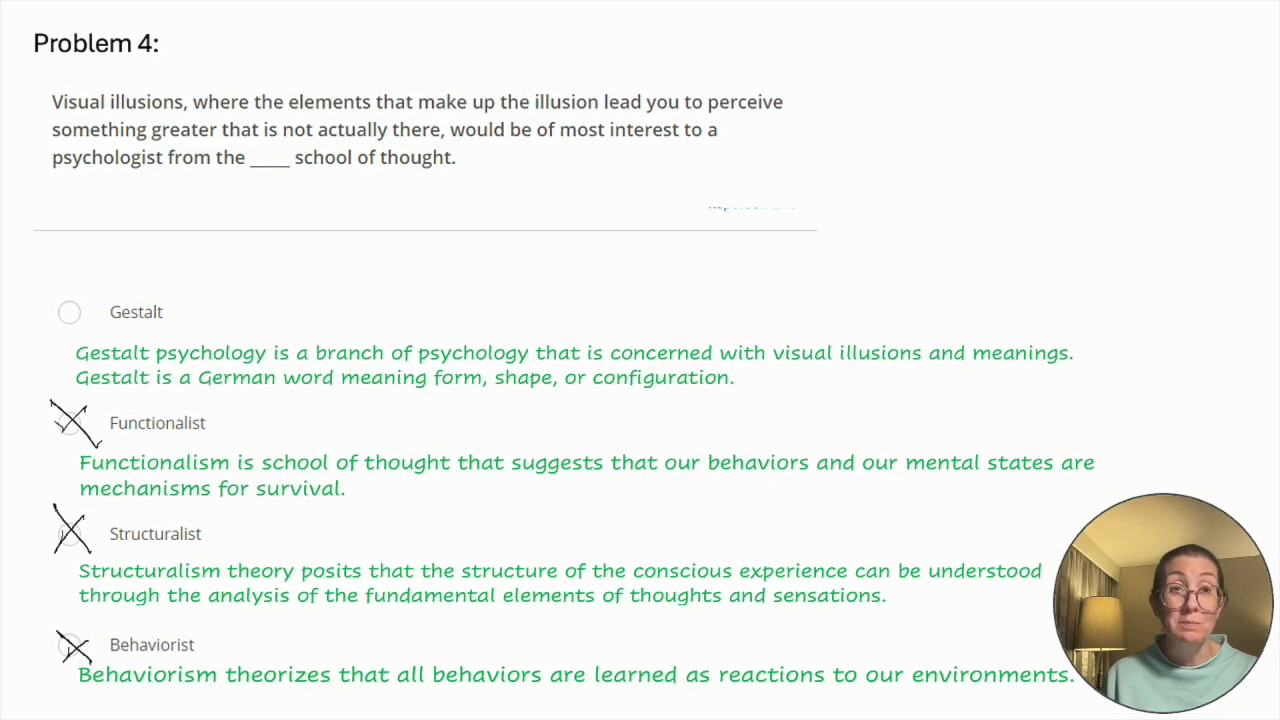 Problem 4:
Visual illusions, where the elements that make up the illusion lead you to perceive
something greater that is not actually there, would be of most interest to a
psychologist from the _____ school of thought.
Gestalt
Gestalt psychology is a branch of psychology that is concerned with visual illusions and meanings.
Gestalt is a German word meaning form, shape, or configuration.
Functionalist
Functionalism is school of thought that suggests that our behaviors and our mental states are
mechanisms for survival.
Structuralist
Structuralism theory posits that the structure of the conscious experience can be understood
through the analysis of the fundamental elements of thoughts and sensations.
Behaviorist
Behaviorism theorizes that all behaviors are learned as reactions to our environments.